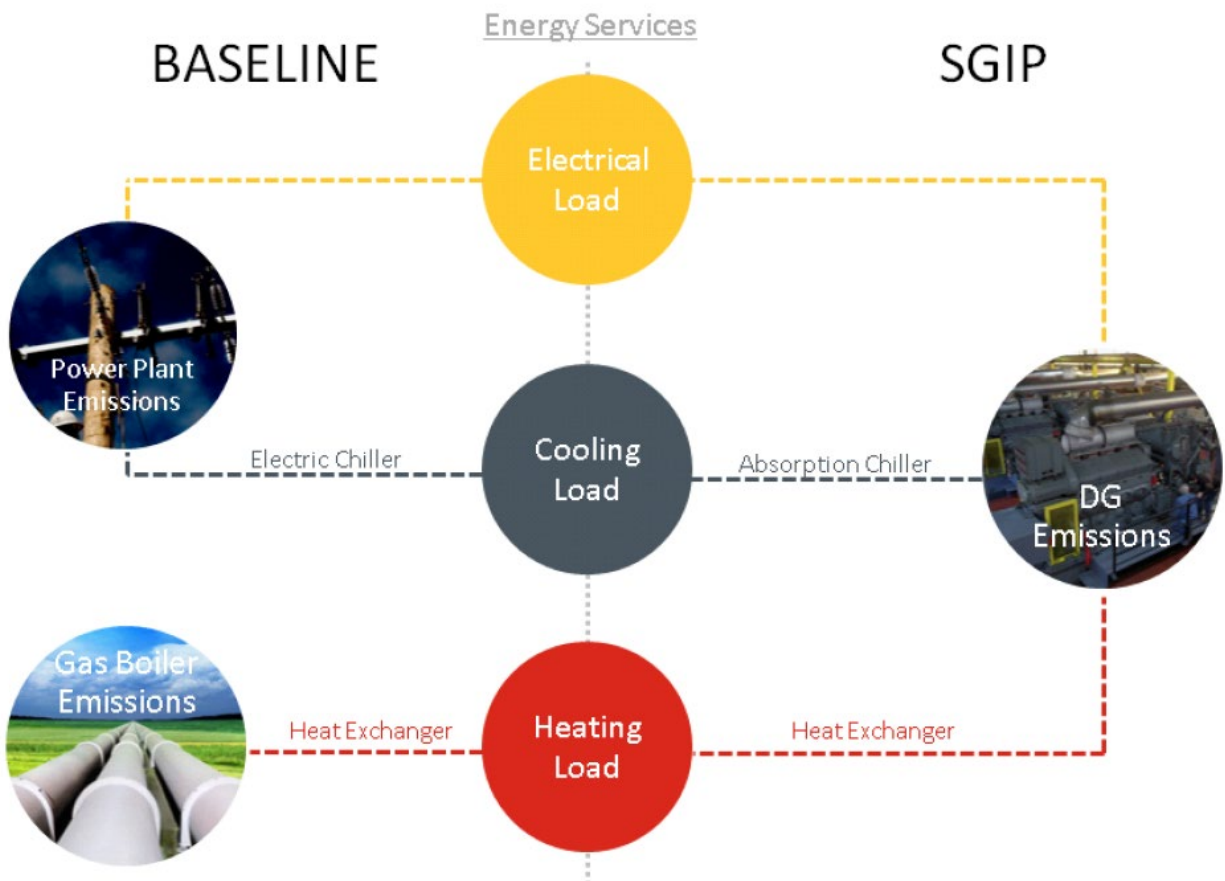 Energy Services
BASELINE
SGIP
Electrical
Load
Power Plant
Emissions
Electric Chiller
Cooling
Load
Absorption Chiller
DG
Emissions
Gas Boiler
Emissions
Heat Exchanger
Heating
Load
Heat Exchanger